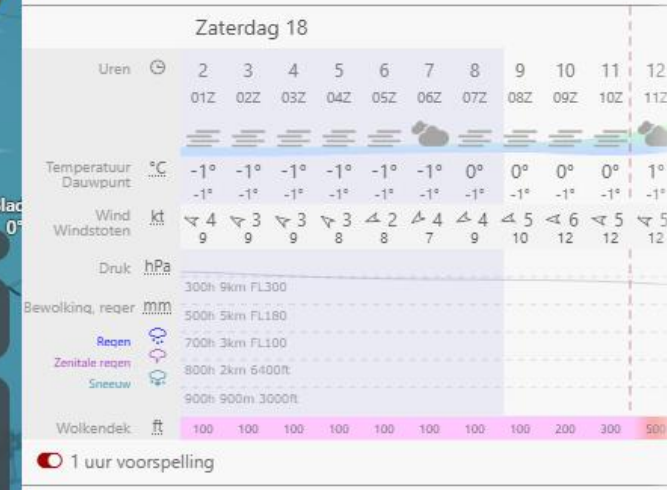 Zaterdag 18
Uren 2 3 4 5 6 7 8 9 10 11 12
01Z 02Z 03Z 04Z 05Z 06Z 07Z 08Z 09Z 10Z 11Z
Temperatuur °C -1° -1° -1° -1° -1° -1° 0° 0° 0° 0° 1°
Dauwpunt -1° -1° -1° -1° -1° -1° -1° -1° -1° -1° -1°
0°
Wind kt 4 3 3 3 2 4 4 5 6 5 5
Windstoten 9 9 9 8 8 7 9 10 12 12 12
Druk hPa
300h 9km FL300
Bewolking, reger mm
500h 5km FL180
Regen 700h 3km FL100
Zenitale regen
800h 2km 6400ft
Sneeuw
900h 900m 3000ft
Wolkendek ft 100 100 100 100 100 100 100 100 200 300 500
1 uur voorspelling